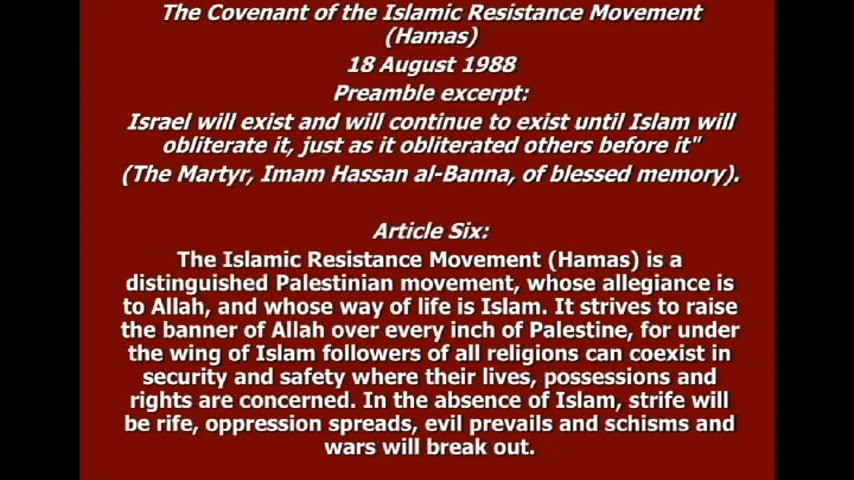 The Covenant of the Islamic Resistance Movement
(Hamas)
18 August 1988
Preamble excerpt:
Israel will exist and will continue to exist until Islam will
obliterate it, just as it obliterated others before it"
(The Martyr, Imam Hassan al-Banna, of blessed memory).
Article Six:
The Islamic Resistance Movement (Hamas) is a
distinguished Palestinian movement, whose allegiance is
to Allah, and whose way of life is Islam. It strives to raise
the banner of Allah over every inch of Palestine, for under
the wing of Islam followers of all religions can coexist in
security and safety where their lives, possessions and
rights are concerned. In the absence of Islam, strife will
be rife, oppression spreads, evil prevails and schisms and
wars will break out.